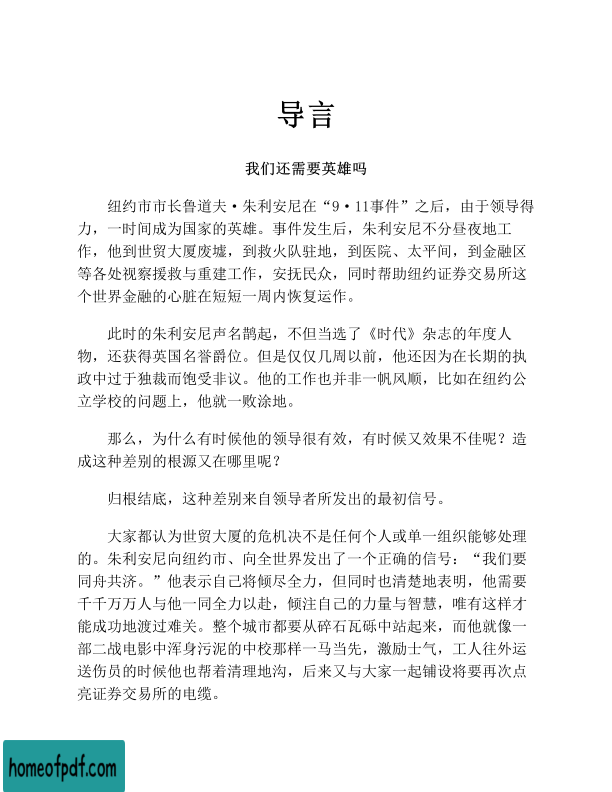 导言
我们还需要英雄吗
纽约市市长鲁道夫·朱利安尼在“9·11事件”之后，由于领导得
力，一时间成为国家的英雄。事件发生后，朱利安尼不分昼夜地工
作，他到世贸大厦废墟，到救火队驻地，到医院、太平间，到金融区
等各处视察援救与重建工作，安抚民众，同时帮助纽约证券交易所这
个世界金融的心脏在短短一周内恢复运作。
此时的朱利安尼声名鹊起，不但当选了《时代》杂志的年度人
物，还获得英国名誉爵位。但是仅仅几周以前，他还因为在长期的执
政中过于独裁而饱受非议。他的工作也并非一帆风顺，比如在纽约公
立学校的问题上，他就一败涂地。
那么，为什么有时候他的领导很有效，有时候又效果不佳呢？造
成这种差别的根源又在哪里呢？
归根结底，这种差别来自领导者所发出的最初信号。
大家都认为世贸大厦的危机决不是任何个人或单一组织能够处理
的。朱利安尼向纽约市、向全世界发出了一个正确的信号：“我们要
同舟共济。”他表示自己将倾尽全力，但同时也清楚地表明，他需要
千千万万人与他一同全力以赴，倾注自己的力量与智慧，唯有这样才
能成功地渡过难关。整个城市都要从碎石瓦砾中站起来，而他就像一
部二战电影中浑身污泥的中校那样一马当先，激励士气，工人往外运
送伤员的时候他也帮着清理地沟，后来又与大家一起铺设将要再次点
亮证券交易所的电缆。
homeofpdf.com